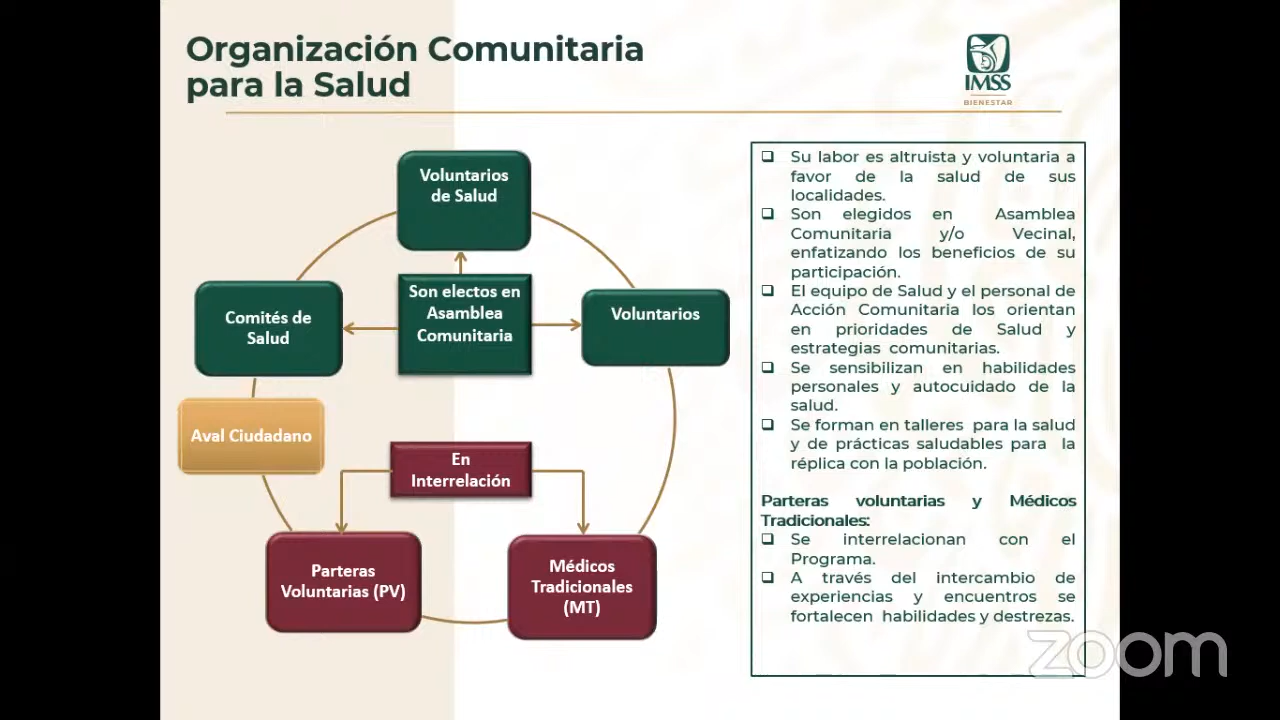 Organización Comunitaria
para la Salud
IMSS
BIENESTAR
Voluntarios
de Salud
Son electos en
Asamblea
Comunitaria
Comités de
Salud
Voluntarios
Aval Ciudadano
En
Interrelación
Parteras
Voluntarias (PV)
Médicos
Tradicionales
(MT)
Su labor es altruista y voluntaria a
favor de la salud de sus
localidades.
Son elegidos en Asamblea
Comunitaria y/o Vecinal,
enfatizando los beneficios de su
participación.
El equipo de Salud y el personal de
Acción Comunitaria los orientan
en prioridades de Salud y
estrategias comunitarias.
Se sensibilizan en habilidades
personales y autocuidado de la
salud.
Se forman en talleres para la salud
y de prácticas saludables para la
réplica con la población.
Parteras voluntarias y Médicos
Tradicionales:
Se interrelacionan con el
Programa.
A través del intercambio de
experiencias y encuentros se
fortalecen habilidades y destrezas.
zoom